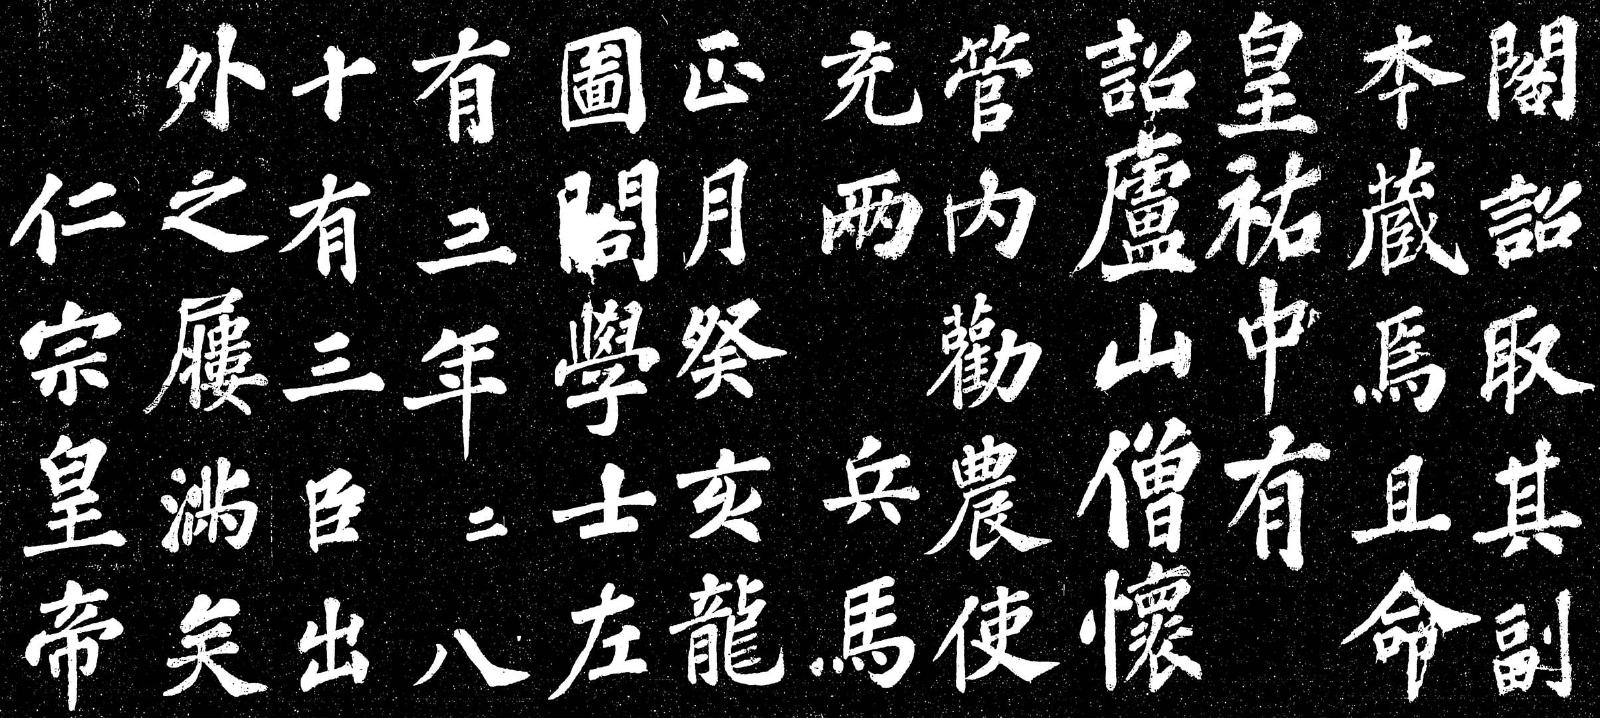 閣詔取其副
本藏焉且命
皇祐中有
詔廬山僧懷
管内勸農使
充兩 兵馬
正月癸亥龍
圖閣學士左
有三年 二八
十有三臣出
外之屨滿矣
仁宗皇帝